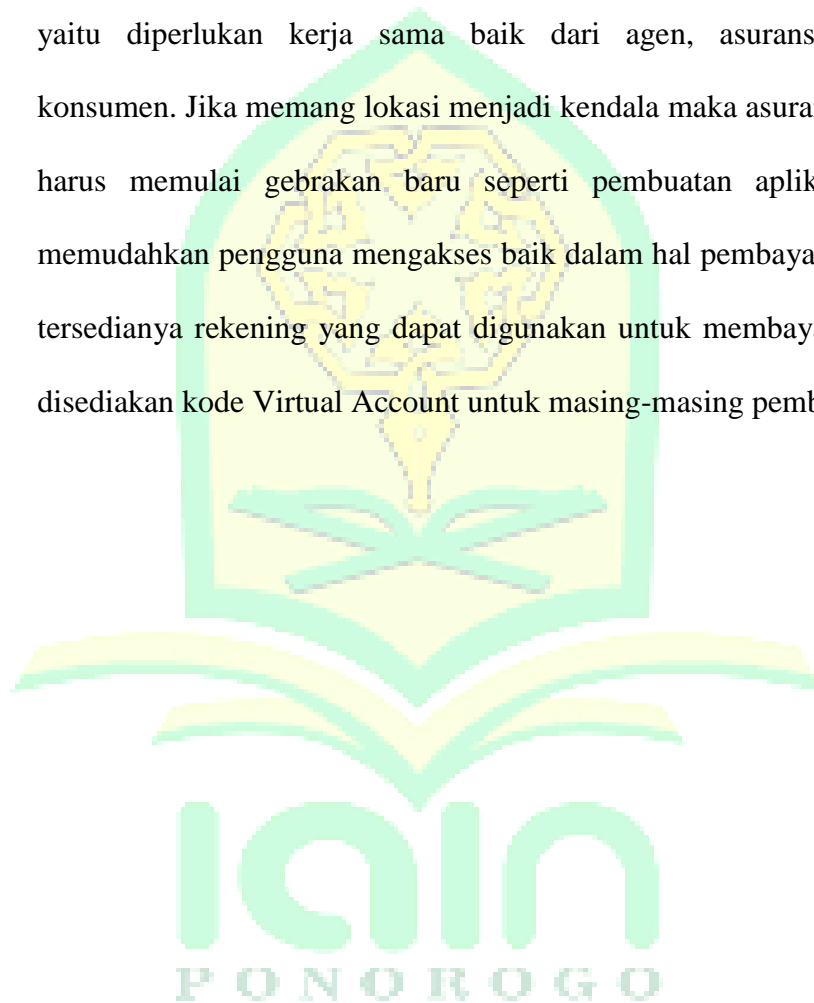 yaitu diperlukan kerja sama baik dari agen, asurans
konsumen. Jika memang lokasi menjadi kendala maka asura
harus memulai gebrakan baru seperti pembuatan aplik
memudahkan pengguna mengakses baik dalam hal pembaya
tersedianya rekening yang dapat digunakan untuk membaya
disediakan kode Virtual Account untuk masing-masing pemb
iain
PONOROGO